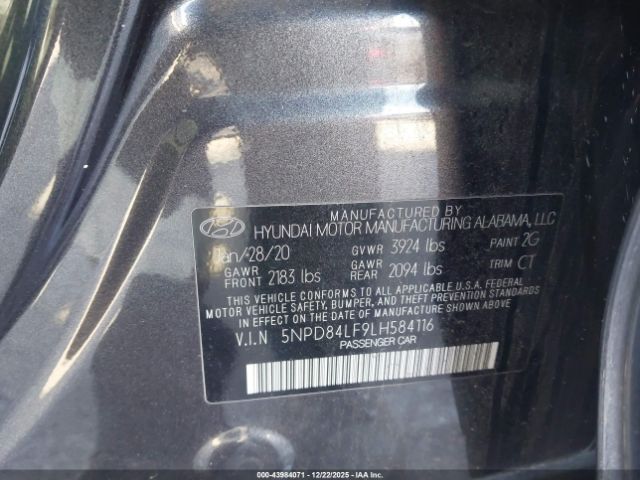 MANUFACTURED BY
HYUNDAI MOTOR MANUFACTURING ALABAMA, LLC
Jan/28/20 GVWR 3924 lbs PAINT 2G
GAWR FRONT 2183 lbs GAWR REAR 2094 lbs TRIM CT
THIS VEHICLE CONFORMS TO ALL APPLICABLE U.S.A. FEDERAL
MOTOR VEHICLE SAFETY, BUMPER, AND THEFT PREVENTION STANDARDS
IN EFFECT ON THE DATE OF MANUFACTURE SHOWN ABOVE
V.I.N 5NPD84LF9LH584116
PASSENGER CAR
000-43984071 - 12/22/2025 - IAAI.COM